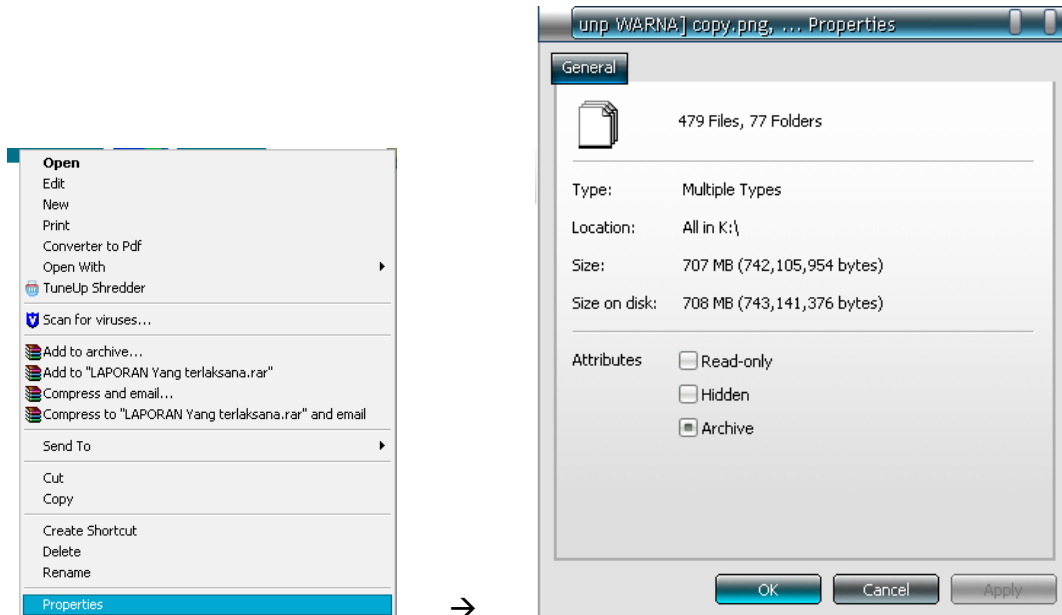 Open
Edit
New
Print
Converter to Pdf
Open With
TuneUp Shredder
Scan for viruses...
Add to archive...
Add to "LAPORAN Yang terlaksana.rar"
Compress and email...
Compress to "LAPORAN Yang terlaksana.rar" and email
Send To
Cut
Copy
Create Shortcut
Delete
Rename
Properties
→
unp WARNA] copy.png, ... Properties
General
479 Files, 77 Folders
Type: Multiple Types
Location: All in K:\
Size: 707 MB (742,105,954 bytes)
Size on disk: 708 MB (743,141,376 bytes)
Attributes Read-only
Hidden
Archive
OK Cancel Apply